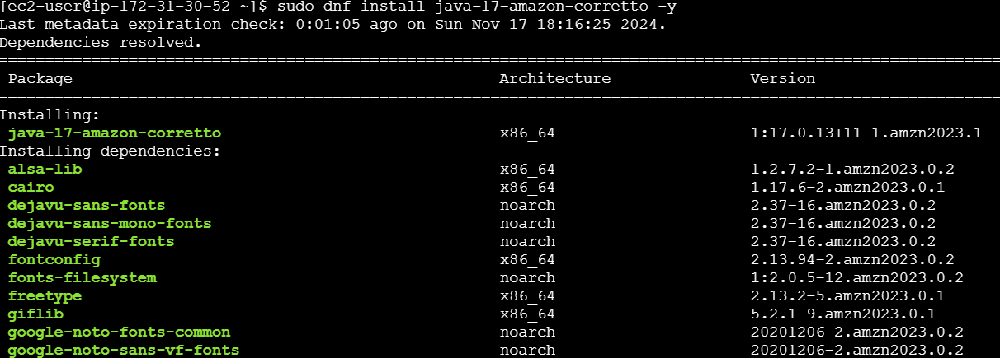 [ec2-user@ip-172-31-30-52 ~]$ sudo dnf install java-17-amazon-corretto -y
Last metadata expiration check: 0:01:05 ago on Sun Nov 17 18:16:25 2024.
Dependencies resolved.
================================================================================================================
Package Architecture Version
================================================================================================================
Installing:
java-17-amazon-corretto x86_64 1:17.0.13+11-1.amzn2023.1
Installing dependencies:
alsa-lib x86_64 1.2.7.2-1.amzn2023.0.2
cairo x86_64 1.17.6-2.amzn2023.0.1
dejavu-sans-fonts noarch 2.37-16.amzn2023.0.2
dejavu-sans-mono-fonts noarch 2.37-16.amzn2023.0.2
dejavu-serif-fonts noarch 2.37-16.amzn2023.0.2
fontconfig x86_64 2.13.94-2.amzn2023.0.2
fonts-filesystem noarch 1:2.0.5-12.amzn2023.0.2
freetype x86_64 2.13.2-5.amzn2023.0.1
giflib x86_64 5.2.1-9.amzn2023.0.1
google-noto-fonts-common noarch 20201206-2.amzn2023.0.2
google-noto-sans-vf-fonts noarch 20201206-2.amzn2023.0.2